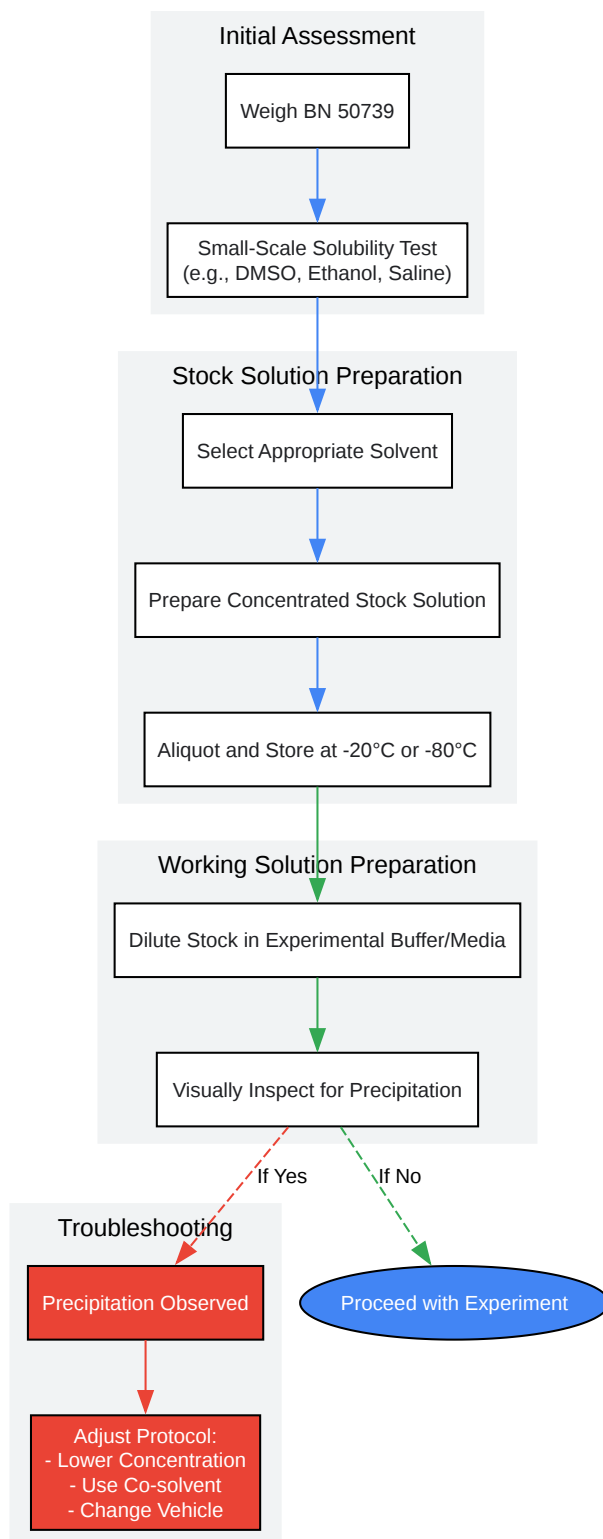 Initial Assessment
Weigh BN 50739
Small-Scale Solubility Test
(e.g., DMSO, Ethanol, Saline)
Stock Solution Preparation
Select Appropriate Solvent
Prepare Concentrated Stock Solution
Aliquot and Store at -20°C or -80°C
Working Solution Preparation
Dilute Stock in Experimental Buffer/Media
Visually Inspect for Precipitation
If Yes
If No
Troubleshooting
Precipitation Observed
Proceed with Experiment
Adjust Protocol:
- Lower Concentration
- Use Co-solvent
- Change Vehicle